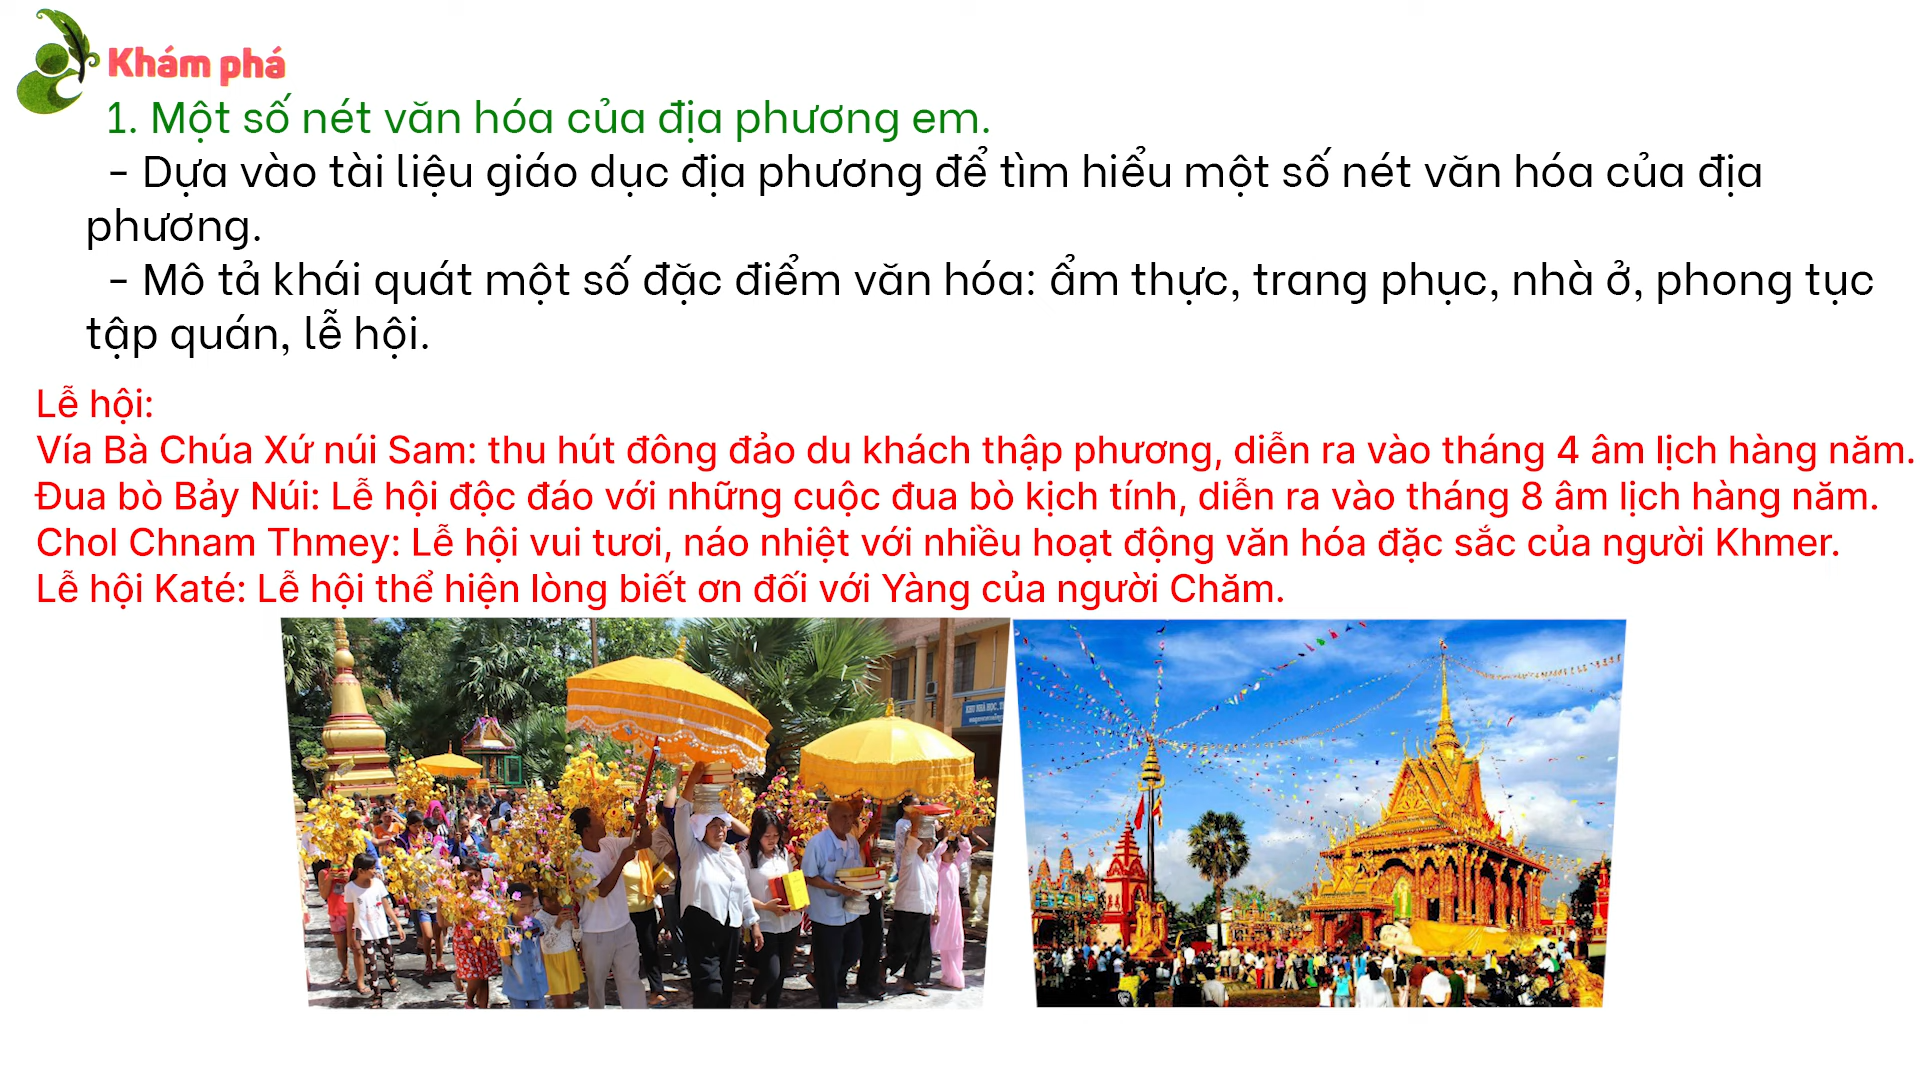 Khám phá
1. Một số nét văn hóa của địa phương em.
- Dựa vào tài liệu giáo dục địa phương để tìm hiểu một số nét văn hóa của địa
phương.
- Mô tả khái quát một số đặc điểm văn hóa: ẩm thực, trang phục, nhà ở, phong tục
tập quán, lễ hội.
Lễ hội:
Vía Bà Chúa Xứ núi Sam: thu hút đông đảo du khách thập phương, diễn ra vào tháng 4 âm lịch hàng năm.
Đua bò Bảy Núi: Lễ hội độc đáo với những cuộc đua bò kịch tính, diễn ra vào tháng 8 âm lịch hàng năm.
Chol Chnam Thmey: Lễ hội vui tươi, náo nhiệt với nhiều hoạt động văn hóa đặc sắc của người Khmer.
Lễ hội Katé: Lễ hội thể hiện lòng biết ơn đối với Yàng của người Chăm.
KHU NHÀ HỌC,